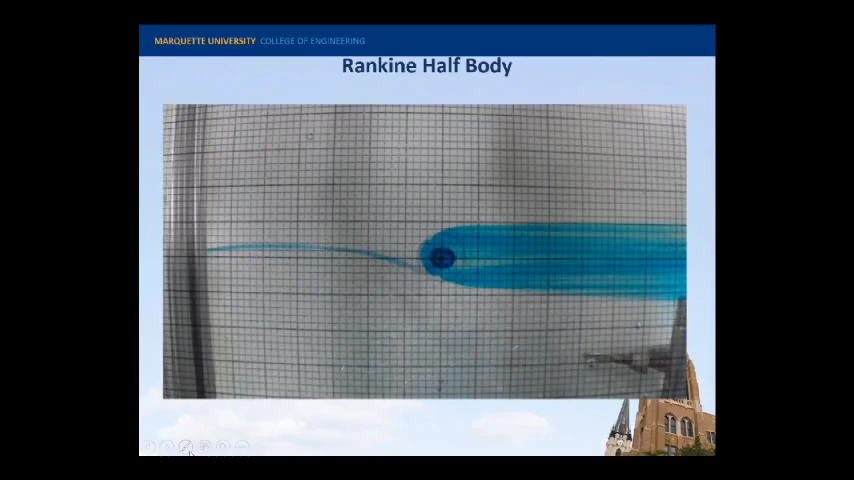 MARQUETTE UNIVERSITY COLLEGE OF ENGINEERING
Rankine Half Body